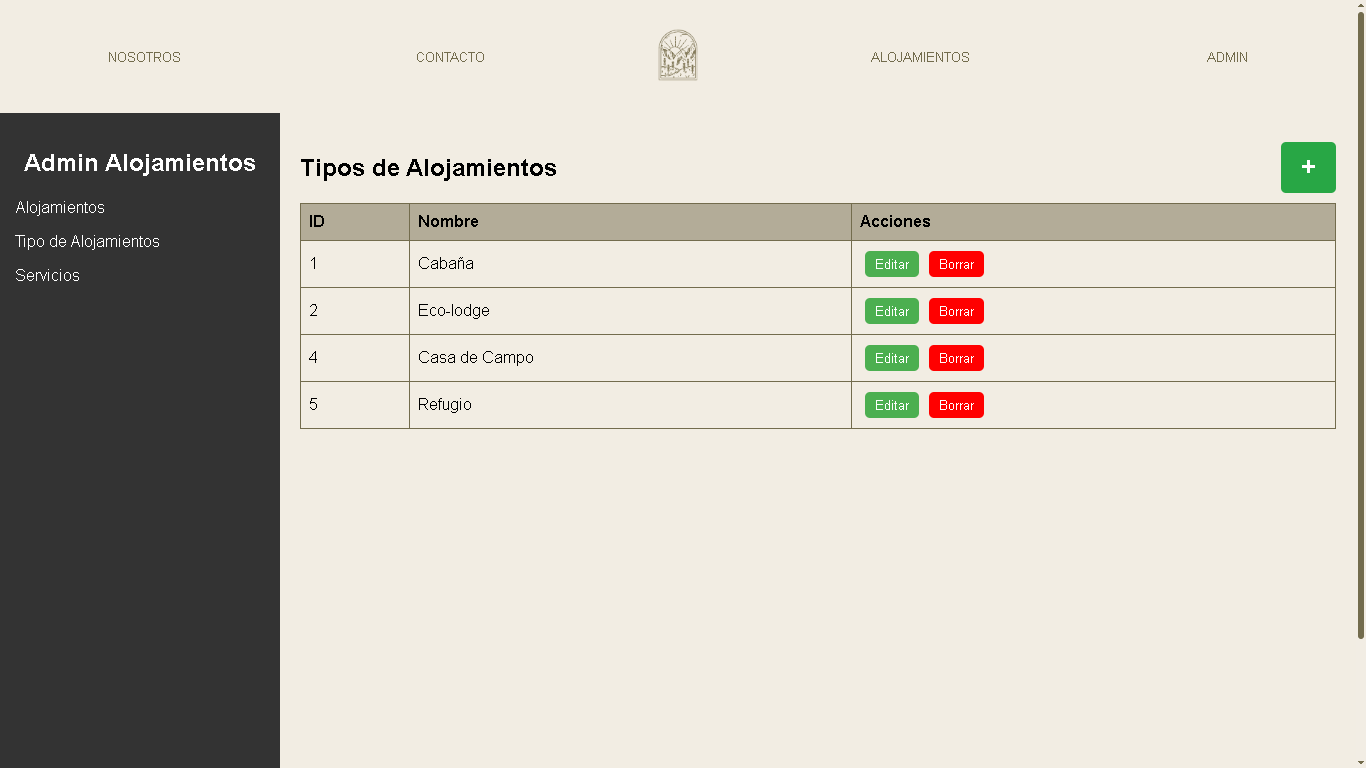 NOSOTROS CONTACTO ALOJAMIENTOS ADMIN
Admin Alojamientos
Alojamientos
Tipo de Alojamientos
Servicios
Tipos de Alojamientos +
ID Nombre Acciones
1 Cabaña Editar Borrar
2 Eco-lodge Editar Borrar
4 Casa de Campo Editar Borrar
5 Refugio Editar Borrar